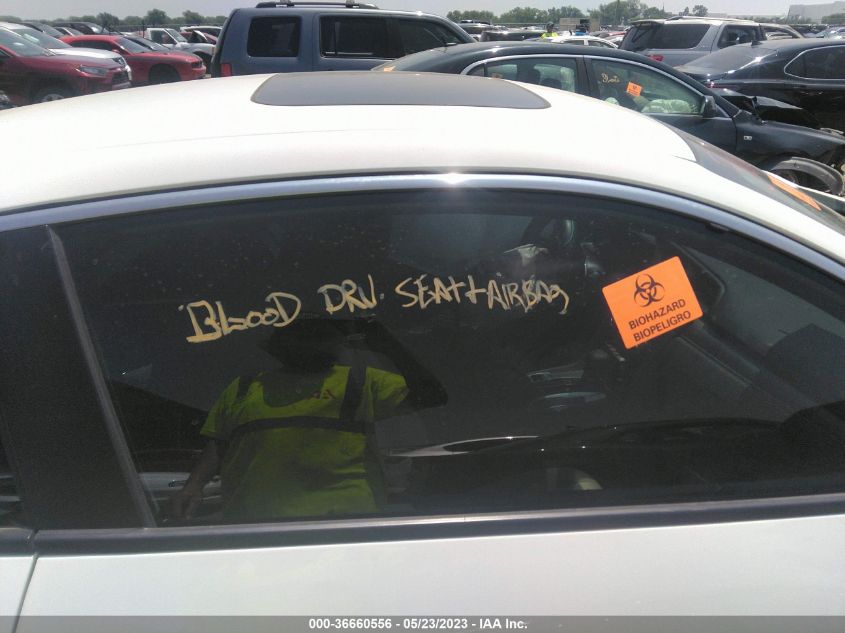 BLOOD DRV. SEAT + AIRBAG
BIOHAZARD
BIOPELIGRO
000-36660556 - 05/23/2023 - IAA Inc.